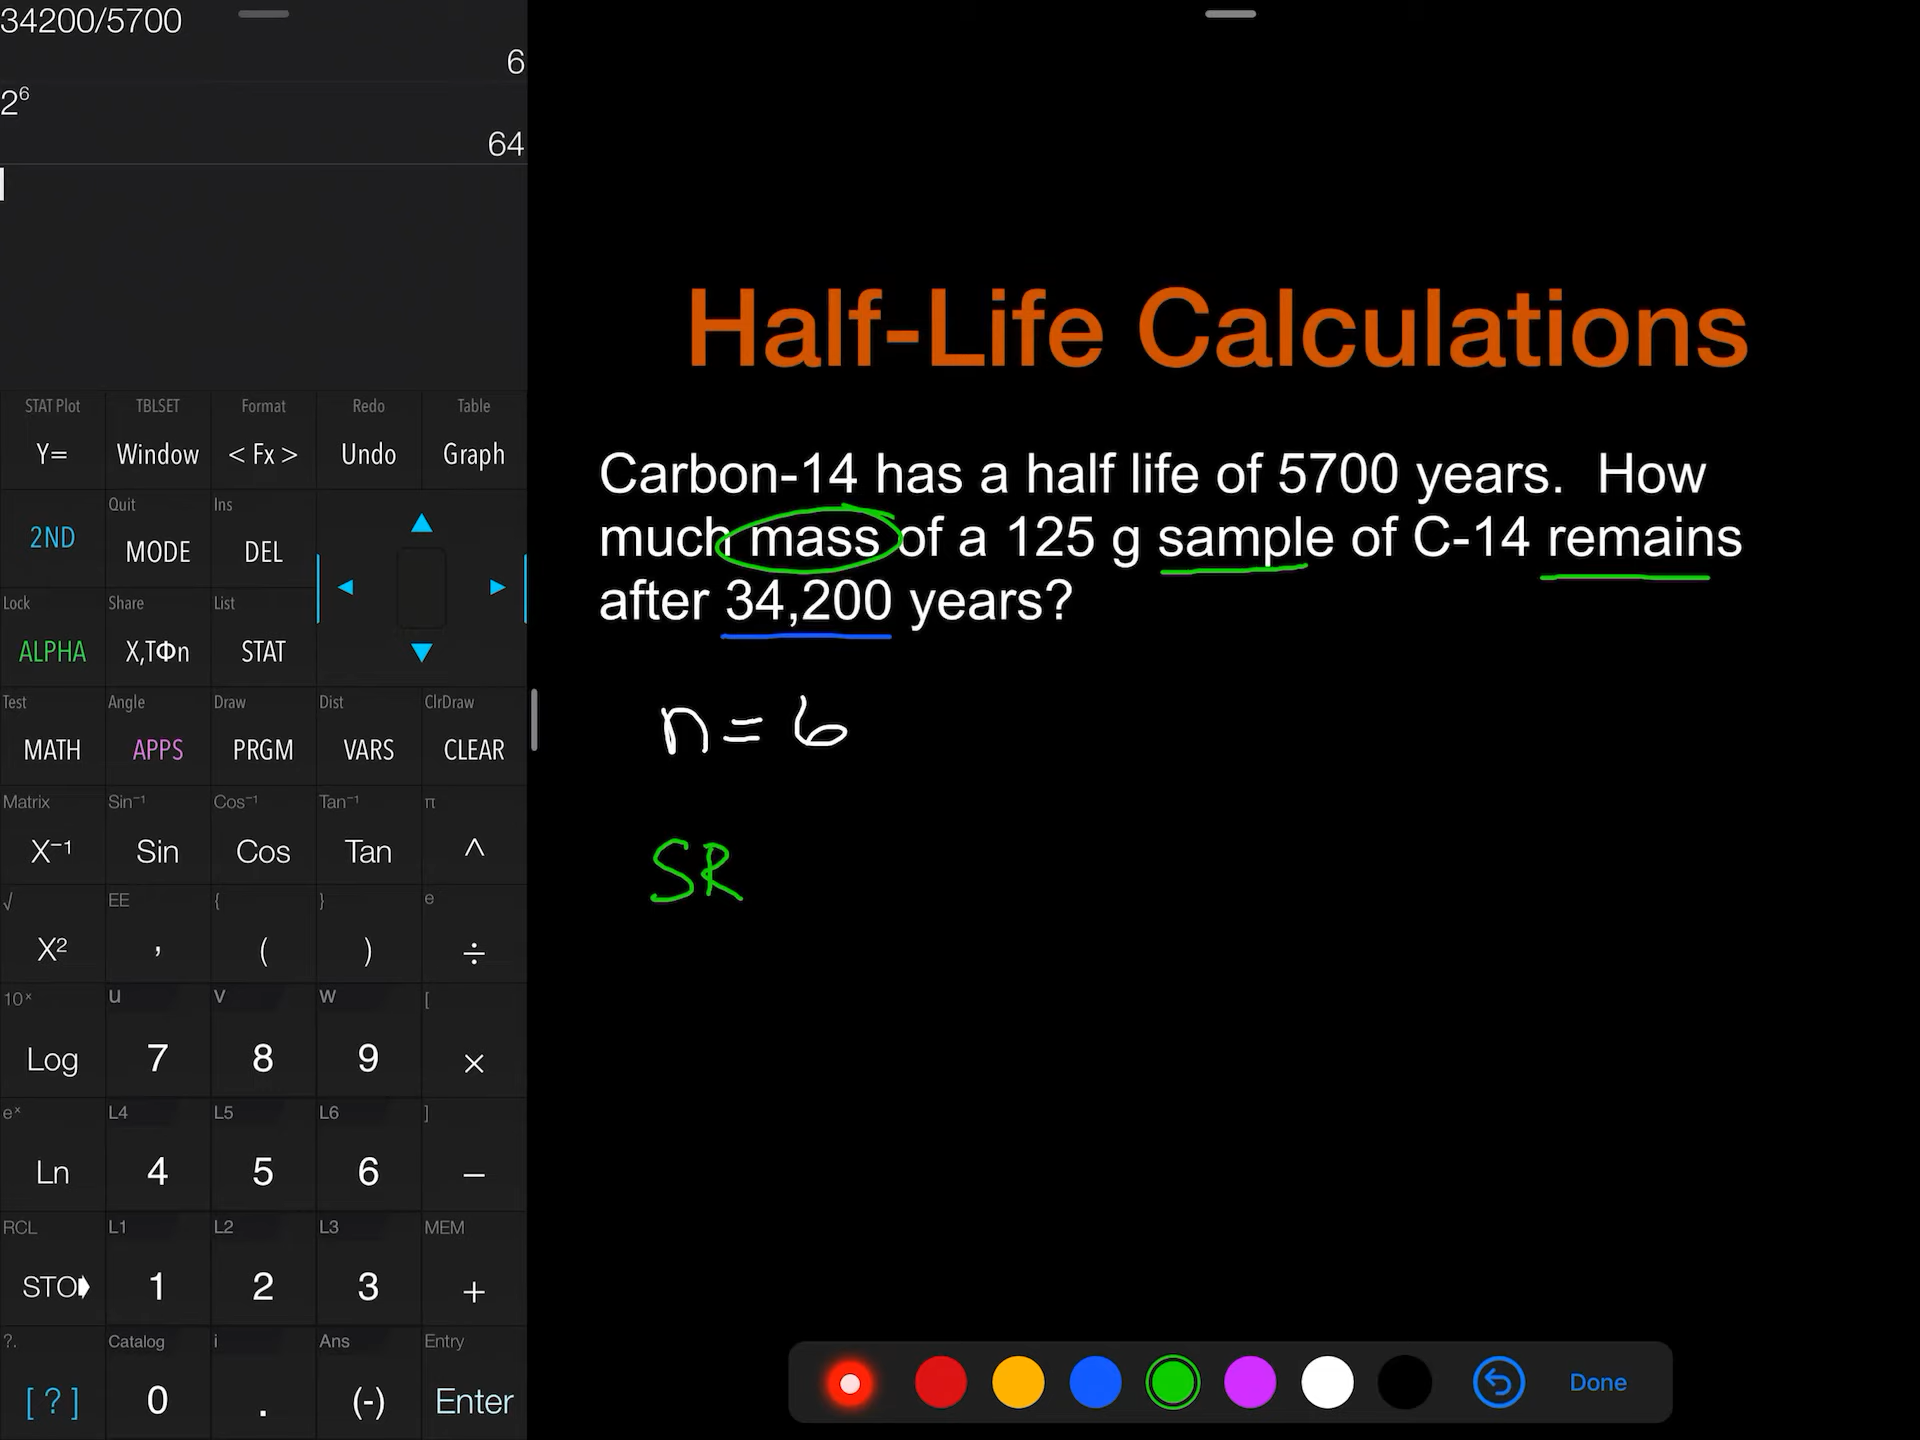 34200/5700
6
2⁶
64
STAT Plot TBLSET Format Redo Table
Y= Window < Fx > Undo Graph
Quit Ins
2ND MODE DEL
Lock Share List
ALPHA X,TΦn STAT
Test Angle Draw Dist ClrDraw
MATH APPS PRGM VARS CLEAR
Matrix Sin⁻¹ Cos⁻¹ Tan⁻¹ π
X⁻¹ Sin Cos Tan ^
√ EE { } e
X² , ( ) ÷
10ˣ u v w [
Log 7 8 9 ×
eˣ L4 L5 L6 ]
Ln 4 5 6 −
RCL L1 L2 L3 MEM
STO 1 2 3 +
?. Catalog i Ans Entry
[ ? ] 0 . (-) Enter
Half-Life Calculations
Carbon-14 has a half life of 5700 years. How
much mass of a 125 g sample of C-14 remains
after 34,200 years?
n = 6
SR
Done